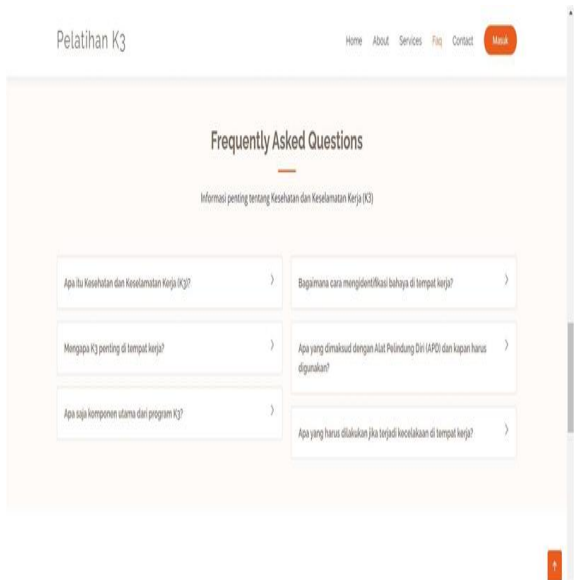 Pelatihan K3
Home About Services Faq Contact Masuk
Frequently Asked Questions
Informasi penting tentang Kesehatan dan Keselamatan Kerja (K3)
Apa itu Kesehatan dan Keselamatan Kerja (K3)?
Mengapa K3 penting di tempat kerja?
Apa saja komponen utama dari program K3?
Bagaimana cara mengidentifikasi bahaya di tempat kerja?
Apa yang dimaksud dengan Alat Pelindung Diri (APD) dan kapan harus
digunakan?
Apa yang harus dilakukan jika terjadi kecelakaan di tempat kerja?